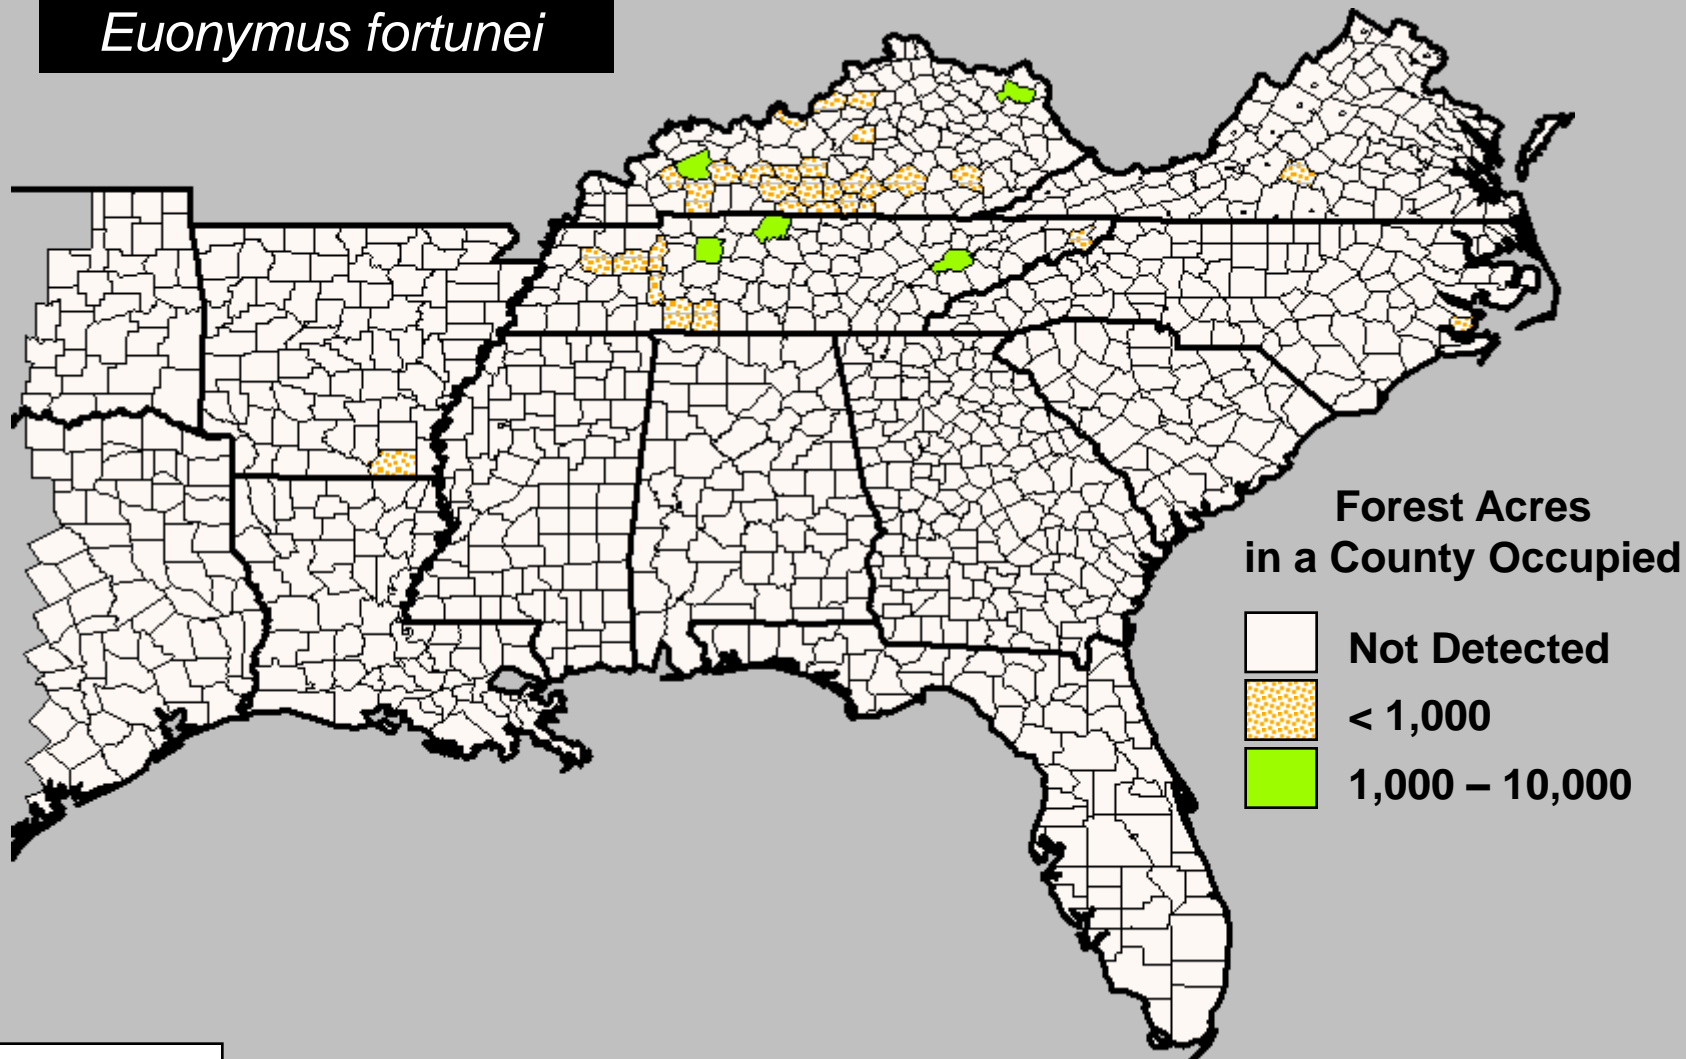 Euonymus fortunei
Forest Acres
in a County Occupied
Not Detected
< 1,000
1,000 – 10,000